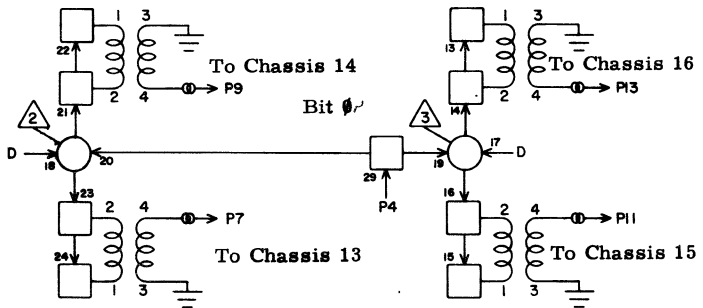 1 3
22
To Chassis 14
2 4
P9
21
2
D
18
20
23
2 4
P7
24
To Chassis 13
1 3
Bit 0
29
P4
1 3
13
To Chassis 16
2 4
P13
14
3
19
17
D
16
2 4
P11
15
To Chassis 15
1 3